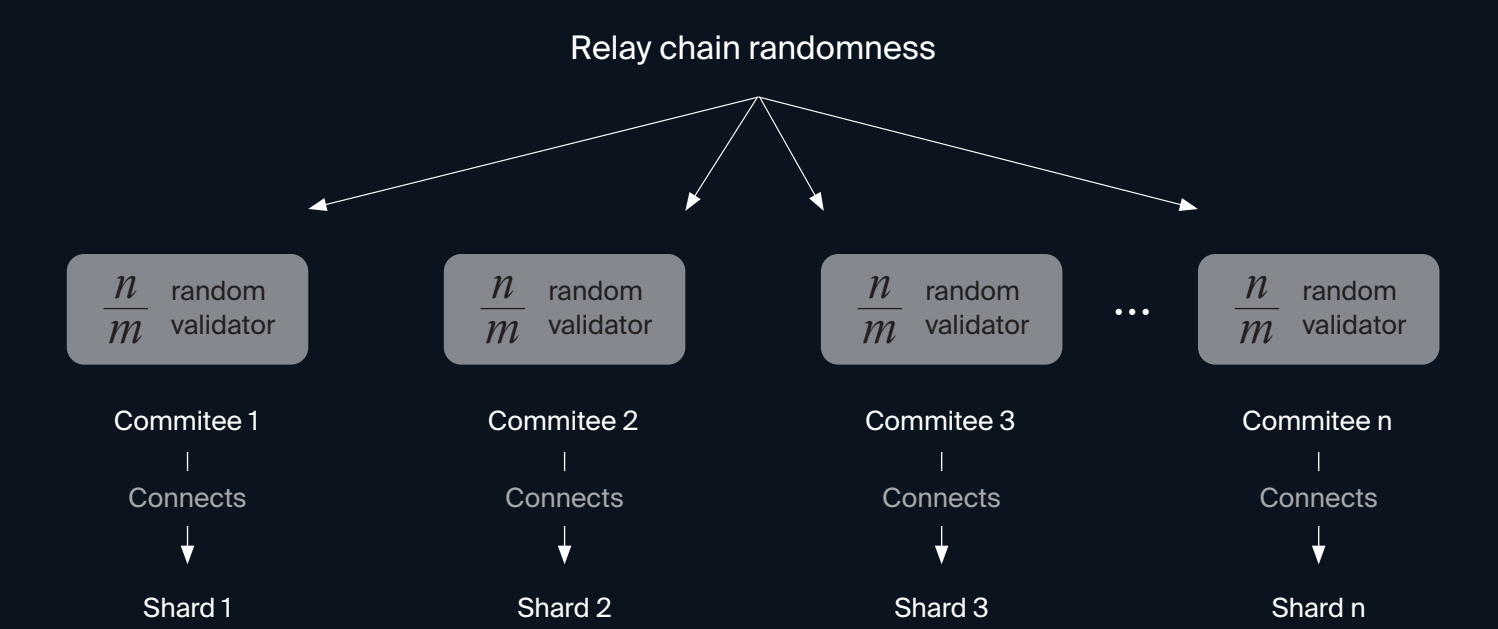 Relay chain randomness
n/m random validator
n/m random validator
n/m random validator
...
n/m random validator
Commitee 1
Commitee 2
Commitee 3
Commitee n
Connects
Connects
Connects
Connects
Shard 1
Shard 2
Shard 3
Shard n